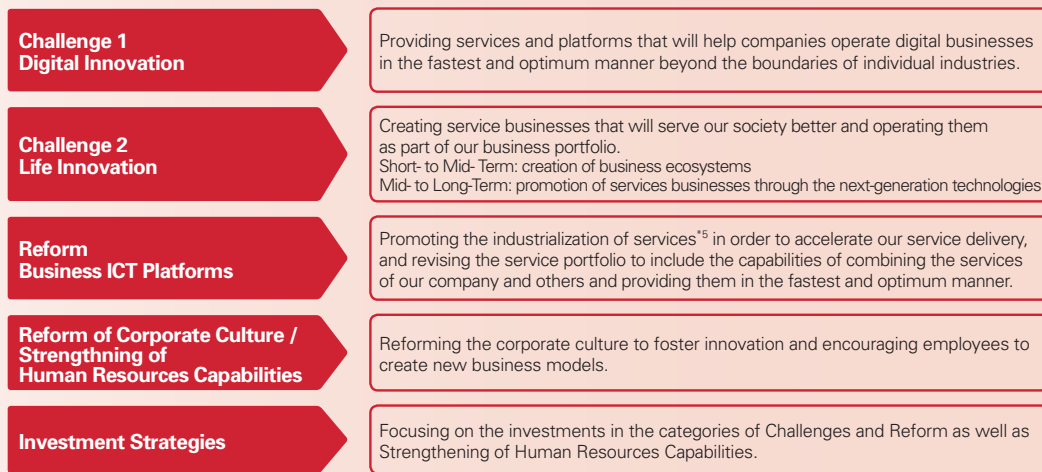 Challenge 1
Digital Innovation
Providing services and platforms that will help companies operate digital businesses
in the fastest and optimum manner beyond the boundaries of individual industries.
Challenge 2
Life Innovation
Creating service businesses that will serve our society better and operating them
as part of our business portfolio.
Short- to Mid- Term: creation of business ecosystems
Mid- to Long-Term: promotion of services businesses through the next-generation technologies
Reform
Business ICT Platforms
Promoting the industrialization of services*5 in order to accelerate our service delivery,
and revising the service portfolio to include the capabilities of combining the services
of our company and others and providing them in the fastest and optimum manner.
Reform of Corporate Culture /
Strengthning of
Human Resources Capabilities
Reforming the corporate culture to foster innovation and encouraging employees to
create new business models.
Investment Strategies
Focusing on the investments in the categories of Challenges and Reform as well as
Strengthening of Human Resources Capabilities.